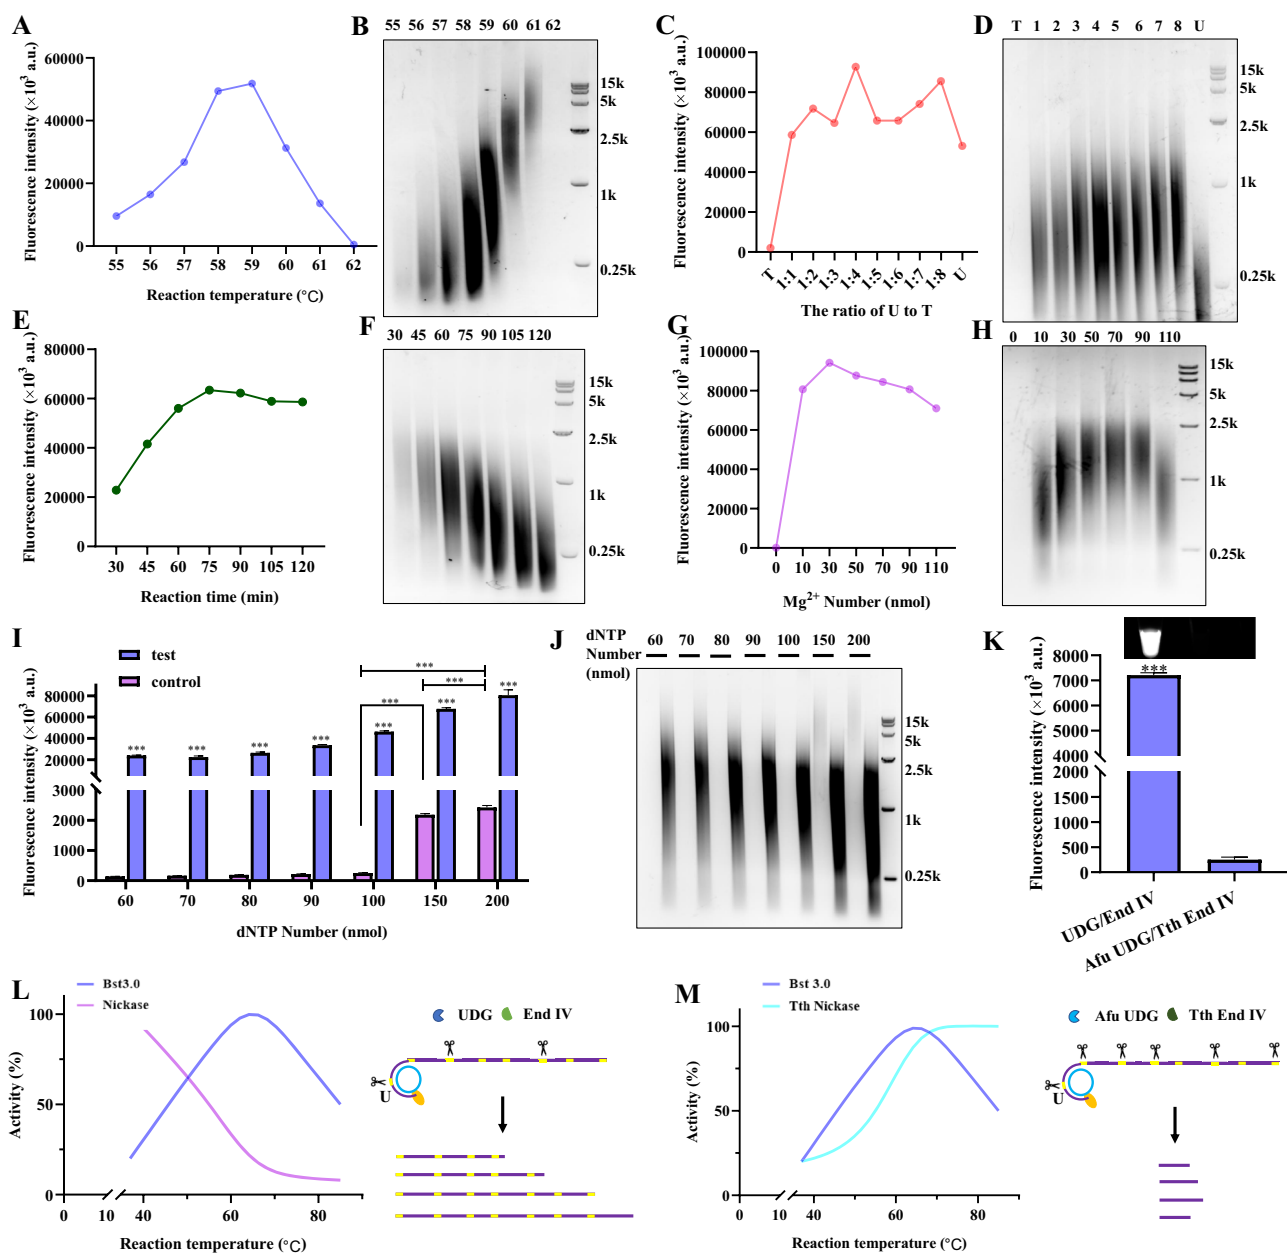 A
Fluorescence intensity (×10³ a.u.)
60000
40000
20000
0
55 56 57 58 59 60 61 62
Reaction temperature (°C)
B
55 56 57 58 59 60 61 62
15k
5k
2.5k
1k
0.25k
C
Fluorescence intensity (×10³ a.u.)
100000
80000
60000
40000
20000
0
T 1:1 1:2 1:3 1:4 1:5 1:6 1:7 1:8 U
The ratio of U to T
D
T 1 2 3 4 5 6 7 8 U
15k
5k
2.5k
1k
0.25k
E
Fluorescence intensity (×10³ a.u.)
80000
60000
40000
20000
0
30 45 60 75 90 105 120
Reaction time (min)
F
30 45 60 75 90 105 120
15k
5k
2.5k
1k
0.25k
G
Fluorescence intensity (×10³ a.u.)
100000
80000
60000
40000
20000
0
0 10 30 50 70 90 110
Mg²⁺ Number (nmol)
H
0 10 30 50 70 90 110
15k
5k
2.5k
1k
0.25k
I
test
control
Fluorescence intensity (×10³ a.u.)
80000
60000
40000
20000
3000
2000
1000
0
*** *** *** *** *** *** ***
***
***
***
60 70 80 90 100 150 200
dNTP Number (nmol)
J
dNTP
Number
(nmol)
60 70 80 90 100 150 200
15k
5k
2.5k
1k
0.25k
K
Fluorescence intensity (×10³ a.u.)
8000
7000
6000
5000
4000
2000
1500
1000
500
0
***
UDG/End IV
Afu UDG/Tth End IV
L
Bst3.0
Nickase
Activity (%)
100
50
0
0 10 40 60 80
Reaction temperature (°C)
UDG End IV
U
M
Bst 3.0
Tth Nickase
Activity (%)
100
50
0
0 10 40 60 80
Reaction temperature (°C)
Afu UDG Tth End IV
U